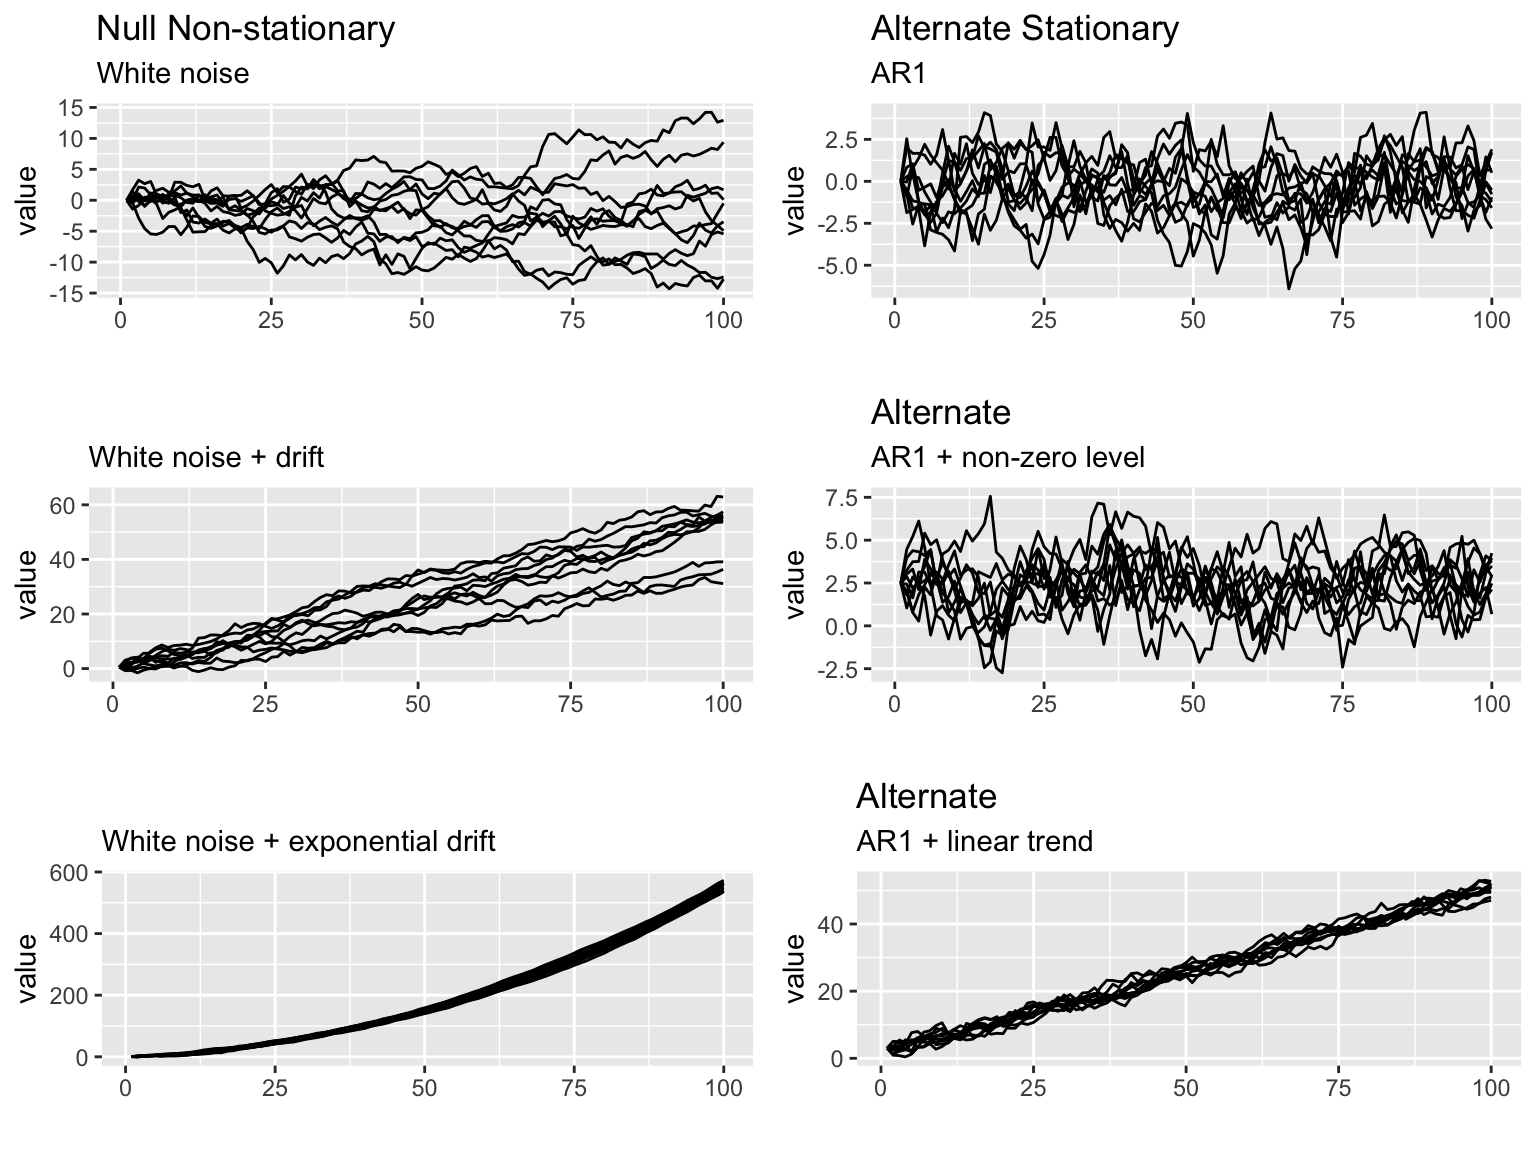 Null Non-stationary
White noise
value
15
10
5
0
-5
-10
-15
0 25 50 75 100
Alternate Stationary
AR1
value
2.5
0.0
-2.5
-5.0
0 25 50 75 100
White noise + drift
value
60
40
20
0
0 25 50 75 100
Alternate
AR1 + non-zero level
value
7.5
5.0
2.5
0.0
-2.5
0 25 50 75 100
White noise + exponential drift
value
600
400
200
0
0 25 50 75 100
Alternate
AR1 + linear trend
value
40
20
0
0 25 50 75 100